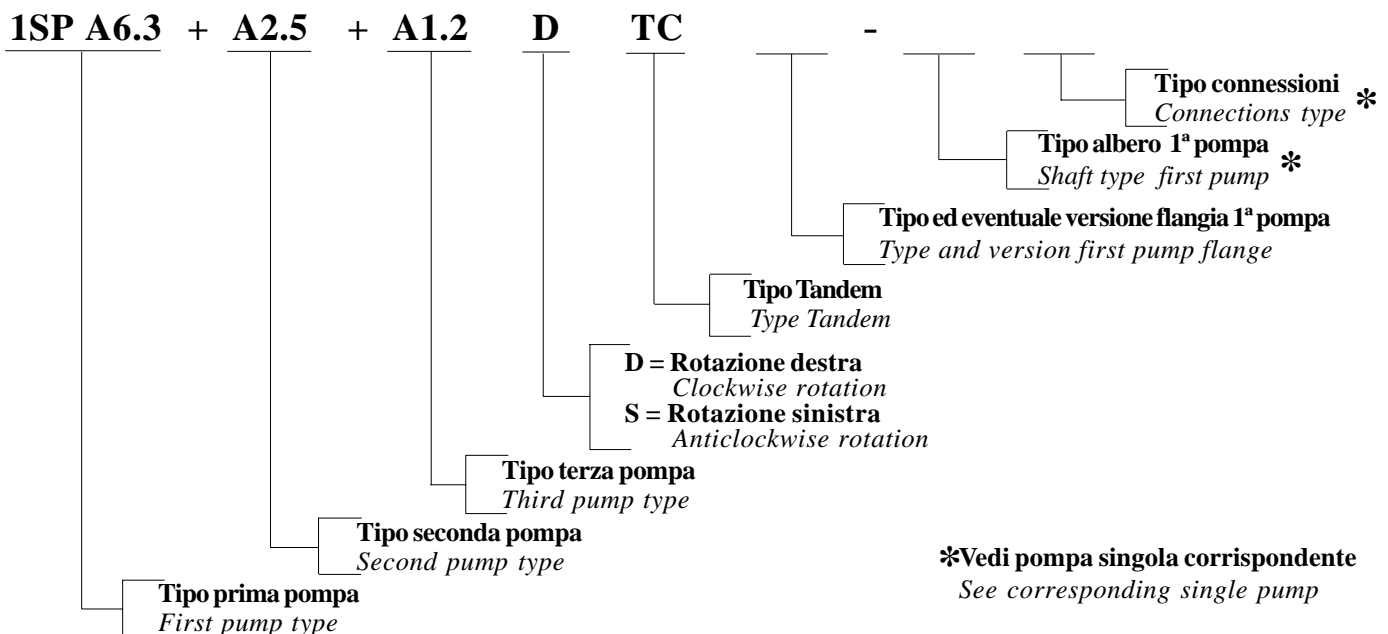 1SP A6.3 + A2.5 + A1.2 D TC -
Tipo connessioni
Connections type *
Tipo albero 1ª pompa
Shaft type first pump *
Tipo ed eventuale versione flangia 1ª pompa
Type and version first pump flange
Tipo Tandem
Type Tandem
D = Rotazione destra
Clockwise rotation
S = Rotazione sinistra
Anticlockwise rotation
Tipo terza pompa
Third pump type
Tipo seconda pompa
Second pump type
*Vedi pompa singola corrispondente
See corresponding single pump
Tipo prima pompa
First pump type